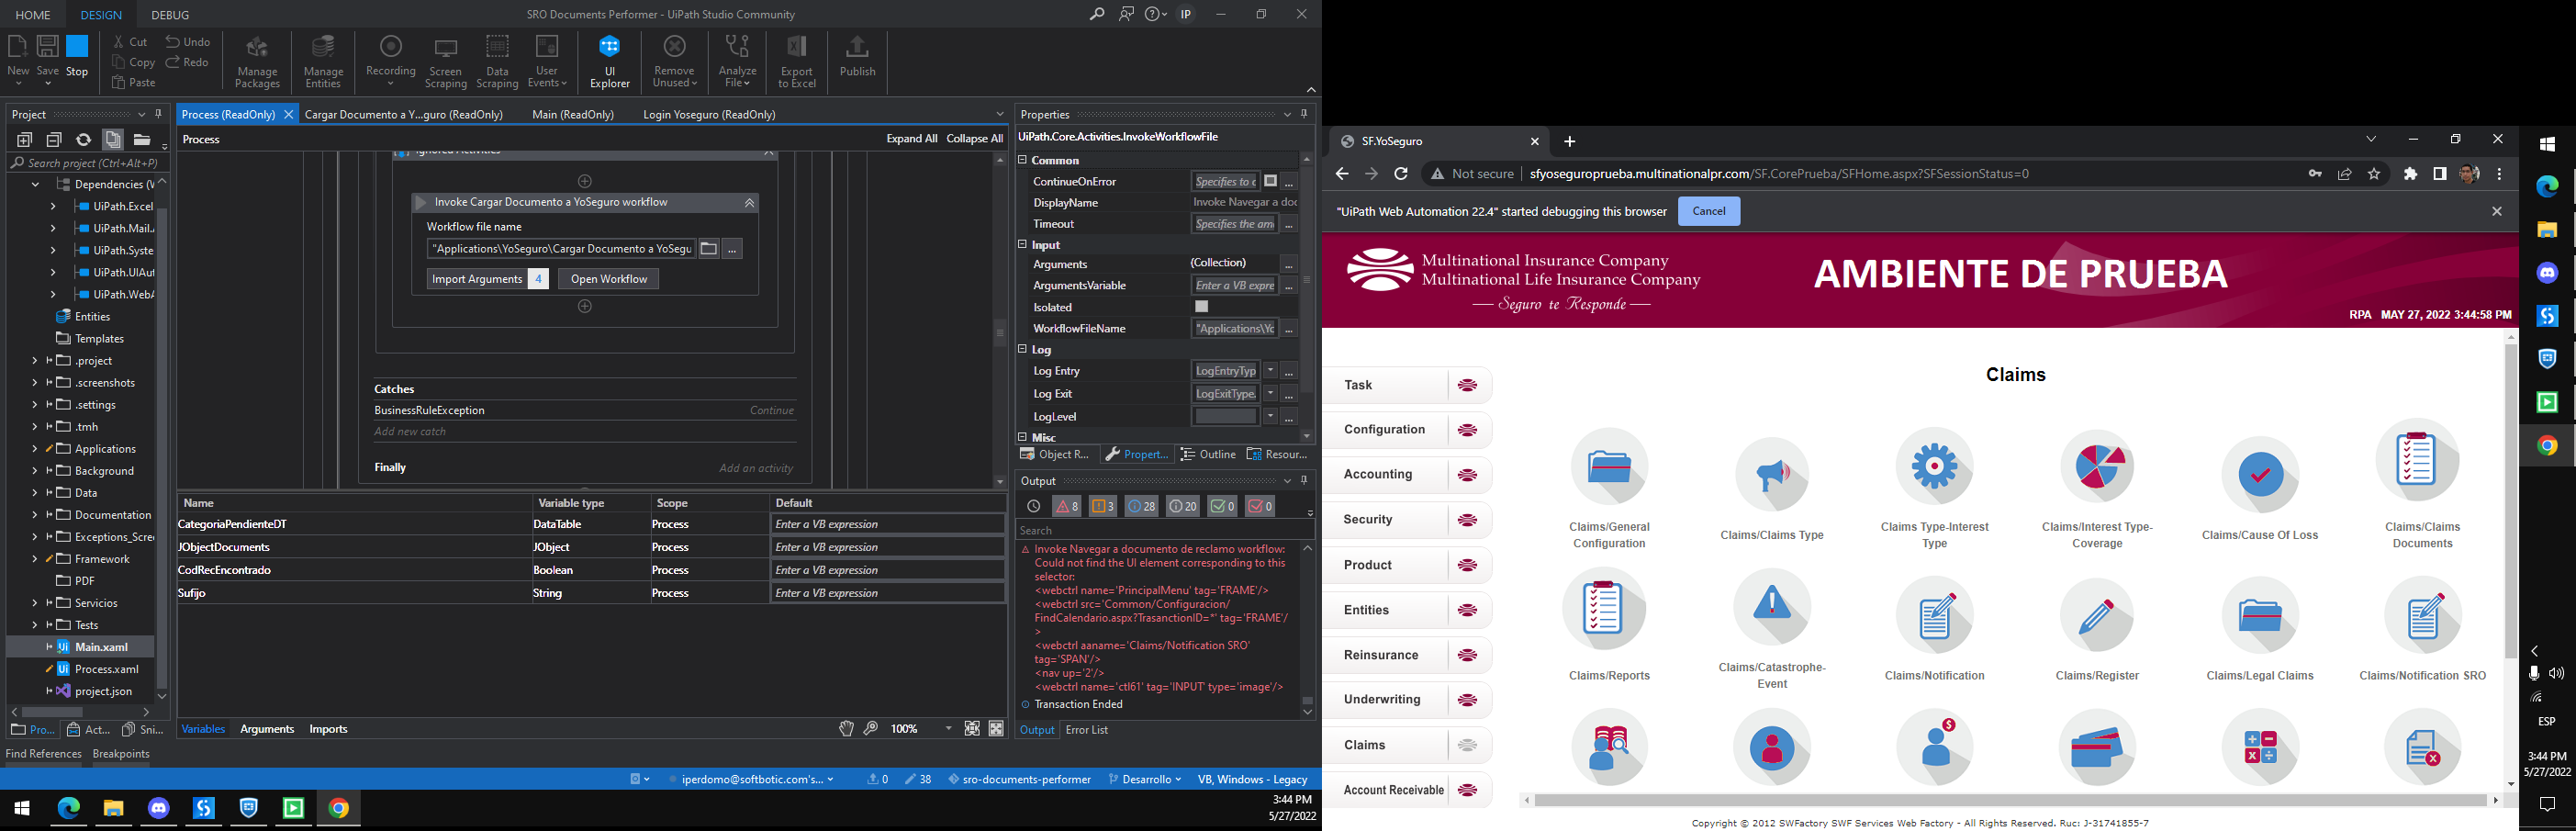 HOME DESIGN DEBUG SRO Documents Performer - UiPath Studio Community IP
New Save Stop
Cut Undo
Copy Redo
Paste
Manage Packages
Manage Entities
Recording
Screen Scraping
Data Scraping
User Events
UI Explorer
Remove Unused
Analyze File
Export to Excel
Publish
Project
Search project (Ctrl+Alt+P)
Dependencies (W
UiPath.Excel
UiPath.Mail.
UiPath.Syste
UiPath.UIAut
UiPath.WebA
Entities
Templates
.project
.screenshots
.settings
.tmh
Applications
Background
Data
Documentation
Exceptions_Scre
Framework
PDF
Servicios
Tests
Main.xaml
Process.xaml
project.json
Pro... Act... Sni...
Find References Breakpoints
Process (ReadOnly) Cargar Documento a Y...guro (ReadOnly) Main (ReadOnly) Login Yoseguro (ReadOnly)
Process Expand All Collapse All
Ignored Activities
Invoke Cargar Documento a YoSeguro workflow
Workflow file name
"Applications\YoSeguro\Cargar Documento a YoSegu ...
Import Arguments 4 Open Workflow
Catches
BusinessRuleException Continue
Add new catch
Finally Add an activity
Name Variable type Scope Default
CategoriaPendienteDT DataTable Process Enter a VB expression
JObjectDocuments JObject Process Enter a VB expression
CodRecEncontrado Boolean Process Enter a VB expression
Sufijo String Process Enter a VB expression
Variables Arguments Imports 100%
Properties
UiPath.Core.Activities.InvokeWorkflowFile
Common
ContinueOnError Specifies to c ...
DisplayName Invoke Navegar a doc
Timeout Specifies the am ...
Input
Arguments (Collection) ...
ArgumentsVariable Enter a VB expre ...
Isolated
WorkflowFileName "Applications\Yo ...
Log
Log Entry LogEntryTyp ...
Log Exit LogExitType. ...
LogLevel ...
Misc
Object R... Propert... Outline Resour...
Output
8 3 28 20 0 0
Search
Invoke Navegar a documento de reclamo workflow:
Could not find the UI element corresponding to this
selector:
<webctrl name='PrincipalMenu' tag='FRAME'/>
<webctrl src='Common/Configuracion/
FindCalendario.aspx?TrasanctionID=*' tag='FRAME'/
>
<webctrl aaname='Claims/Notification SRO'
tag='SPAN'/>
<nav up='2'/>
<webctrl name='ctl61' tag='INPUT' type='image'/>
Transaction Ended
Output Error List
iperdomo@softbotic.com's... 0 38 sro-documents-performer Desarrollo VB, Windows - Legacy
3:44 PM
5/27/2022
SF.YoSeguro
Not secure sfyoseguroprueba.multinationalpr.com/SF.CorePrueba/SFHome.aspx?SFSessionStatus=0
"UiPath Web Automation 22.4" started debugging this browser Cancel
Multinational Insurance Company
Multinational Life Insurance Company
Seguro te Responde
AMBIENTE DE PRUEBA
RPA MAY 27, 2022 3:44:58 PM
Task
Configuration
Accounting
Security
Product
Entities
Reinsurance
Underwriting
Claims
Account Receivable
Claims
Claims/General Configuration
Claims/Claims Type
Claims Type-Interest Type
Claims/Interest Type-Coverage
Claims/Cause Of Loss
Claims/Claims Documents
Claims/Reports
Claims/Catastrophe-Event
Claims/Notification
Claims/Register
Claims/Legal Claims
Claims/Notification SRO
Copyright © 2012 SWFactory SWF Services Web Factory - All Rights Reserved. Ruc: J-31741855-7
ESP
3:44 PM
5/27/2022